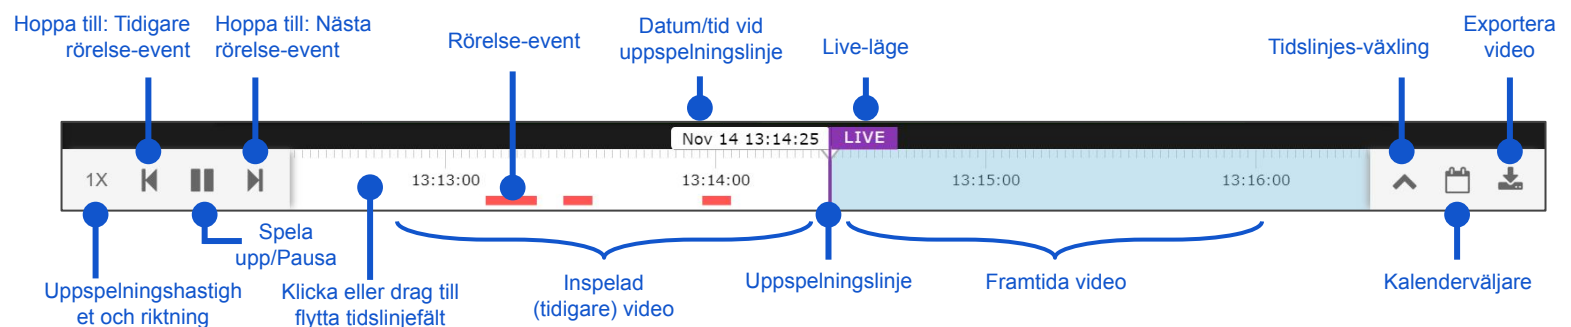 Hoppa till: Tidigare
rörelse-event
Hoppa till: Nästa
rörelse-event
Rörelse-event
Datum/tid vid
uppspelningslinje
Live-läge
Tidslinjes-växling
Exportera
video
Nov 14 13:14:25
LIVE
1X
13:13:00
13:14:00
13:15:00
13:16:00
Spela
upp/Pausa
Uppspelningshastigh
et och riktning
Klicka eller drag till
flytta tidslinjefält
Inspelad
(tidigare) video
Uppspelningslinje
Framtida video
Kalenderväljare